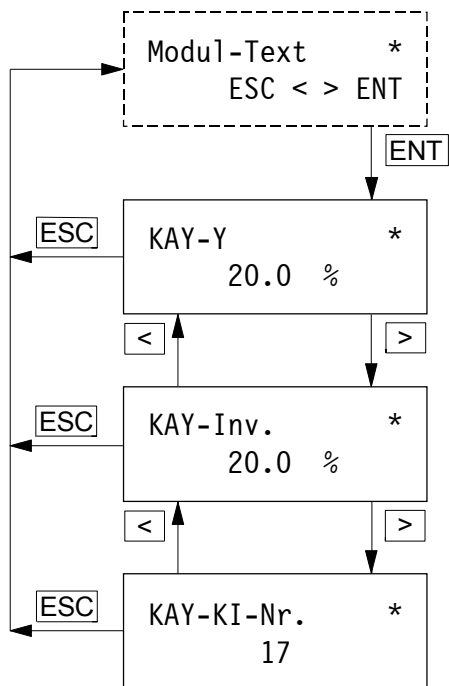 Modul-Text *
ESC < > ENT
ENT
ESC
KAY-Y *
20.0 %
<
>
ESC
KAY-Inv. *
20.0 %
<
>
ESC
KAY-KI-Nr. *
17